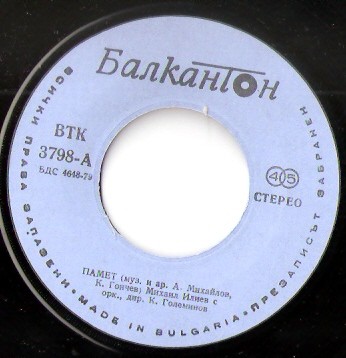 Балкантон
ВТК
3798-А
БДС 4648-79
45
СТЕРЕО
ПАМЕТ (муз. и ар. А. Михайлов,
К. Гончев) Михаил Илиев с
орк., дир. К. Големинов
ВСИЧКИ ПРАВА ЗАПАЗЕНИ • MADE IN BULGARIA • ПРЕЗАПИСЪТ ЗАБРАНЕН